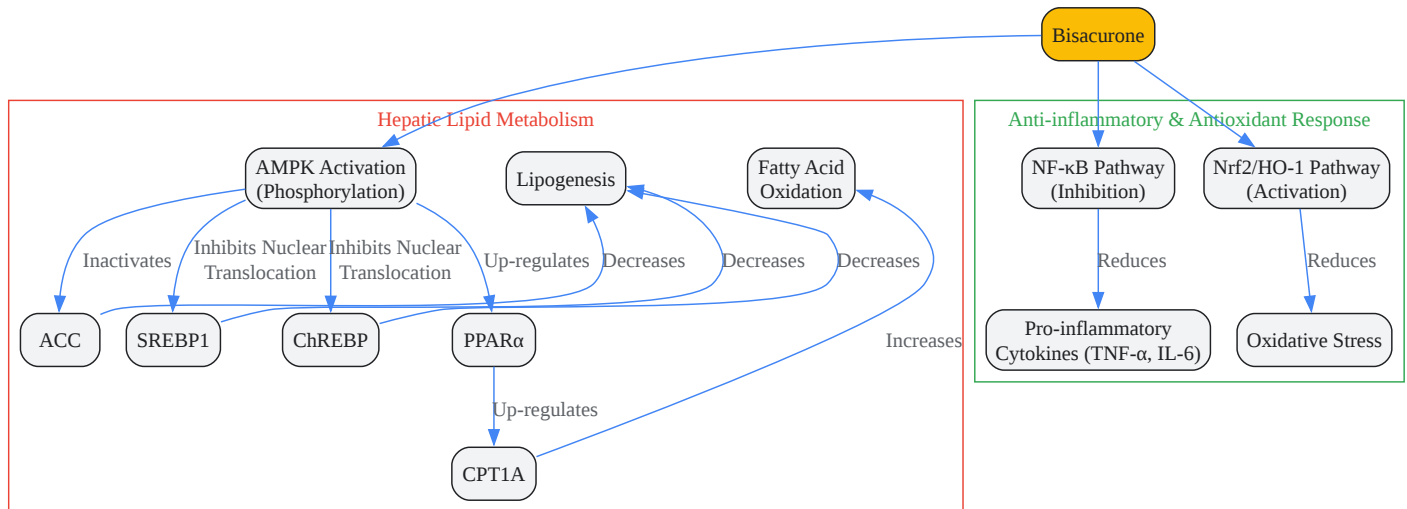 Bisacurone
Hepatic Lipid Metabolism
Anti-inflammatory & Antioxidant Response
AMPK Activation
(Phosphorylation)
Lipogenesis
Fatty Acid
Oxidation
NF-κB Pathway
(Inhibition)
Nrf2/HO-1 Pathway
(Activation)
Inactivates
Inhibits Nuclear
Translocation
Inhibits Nuclear
Translocation
Up-regulates
Decreases
Decreases
Decreases
Reduces
Reduces
ACC
SREBP1
ChREBP
PPARα
Increases
Pro-inflammatory
Cytokines (TNF-α, IL-6)
Oxidative Stress
Up-regulates
CPT1A